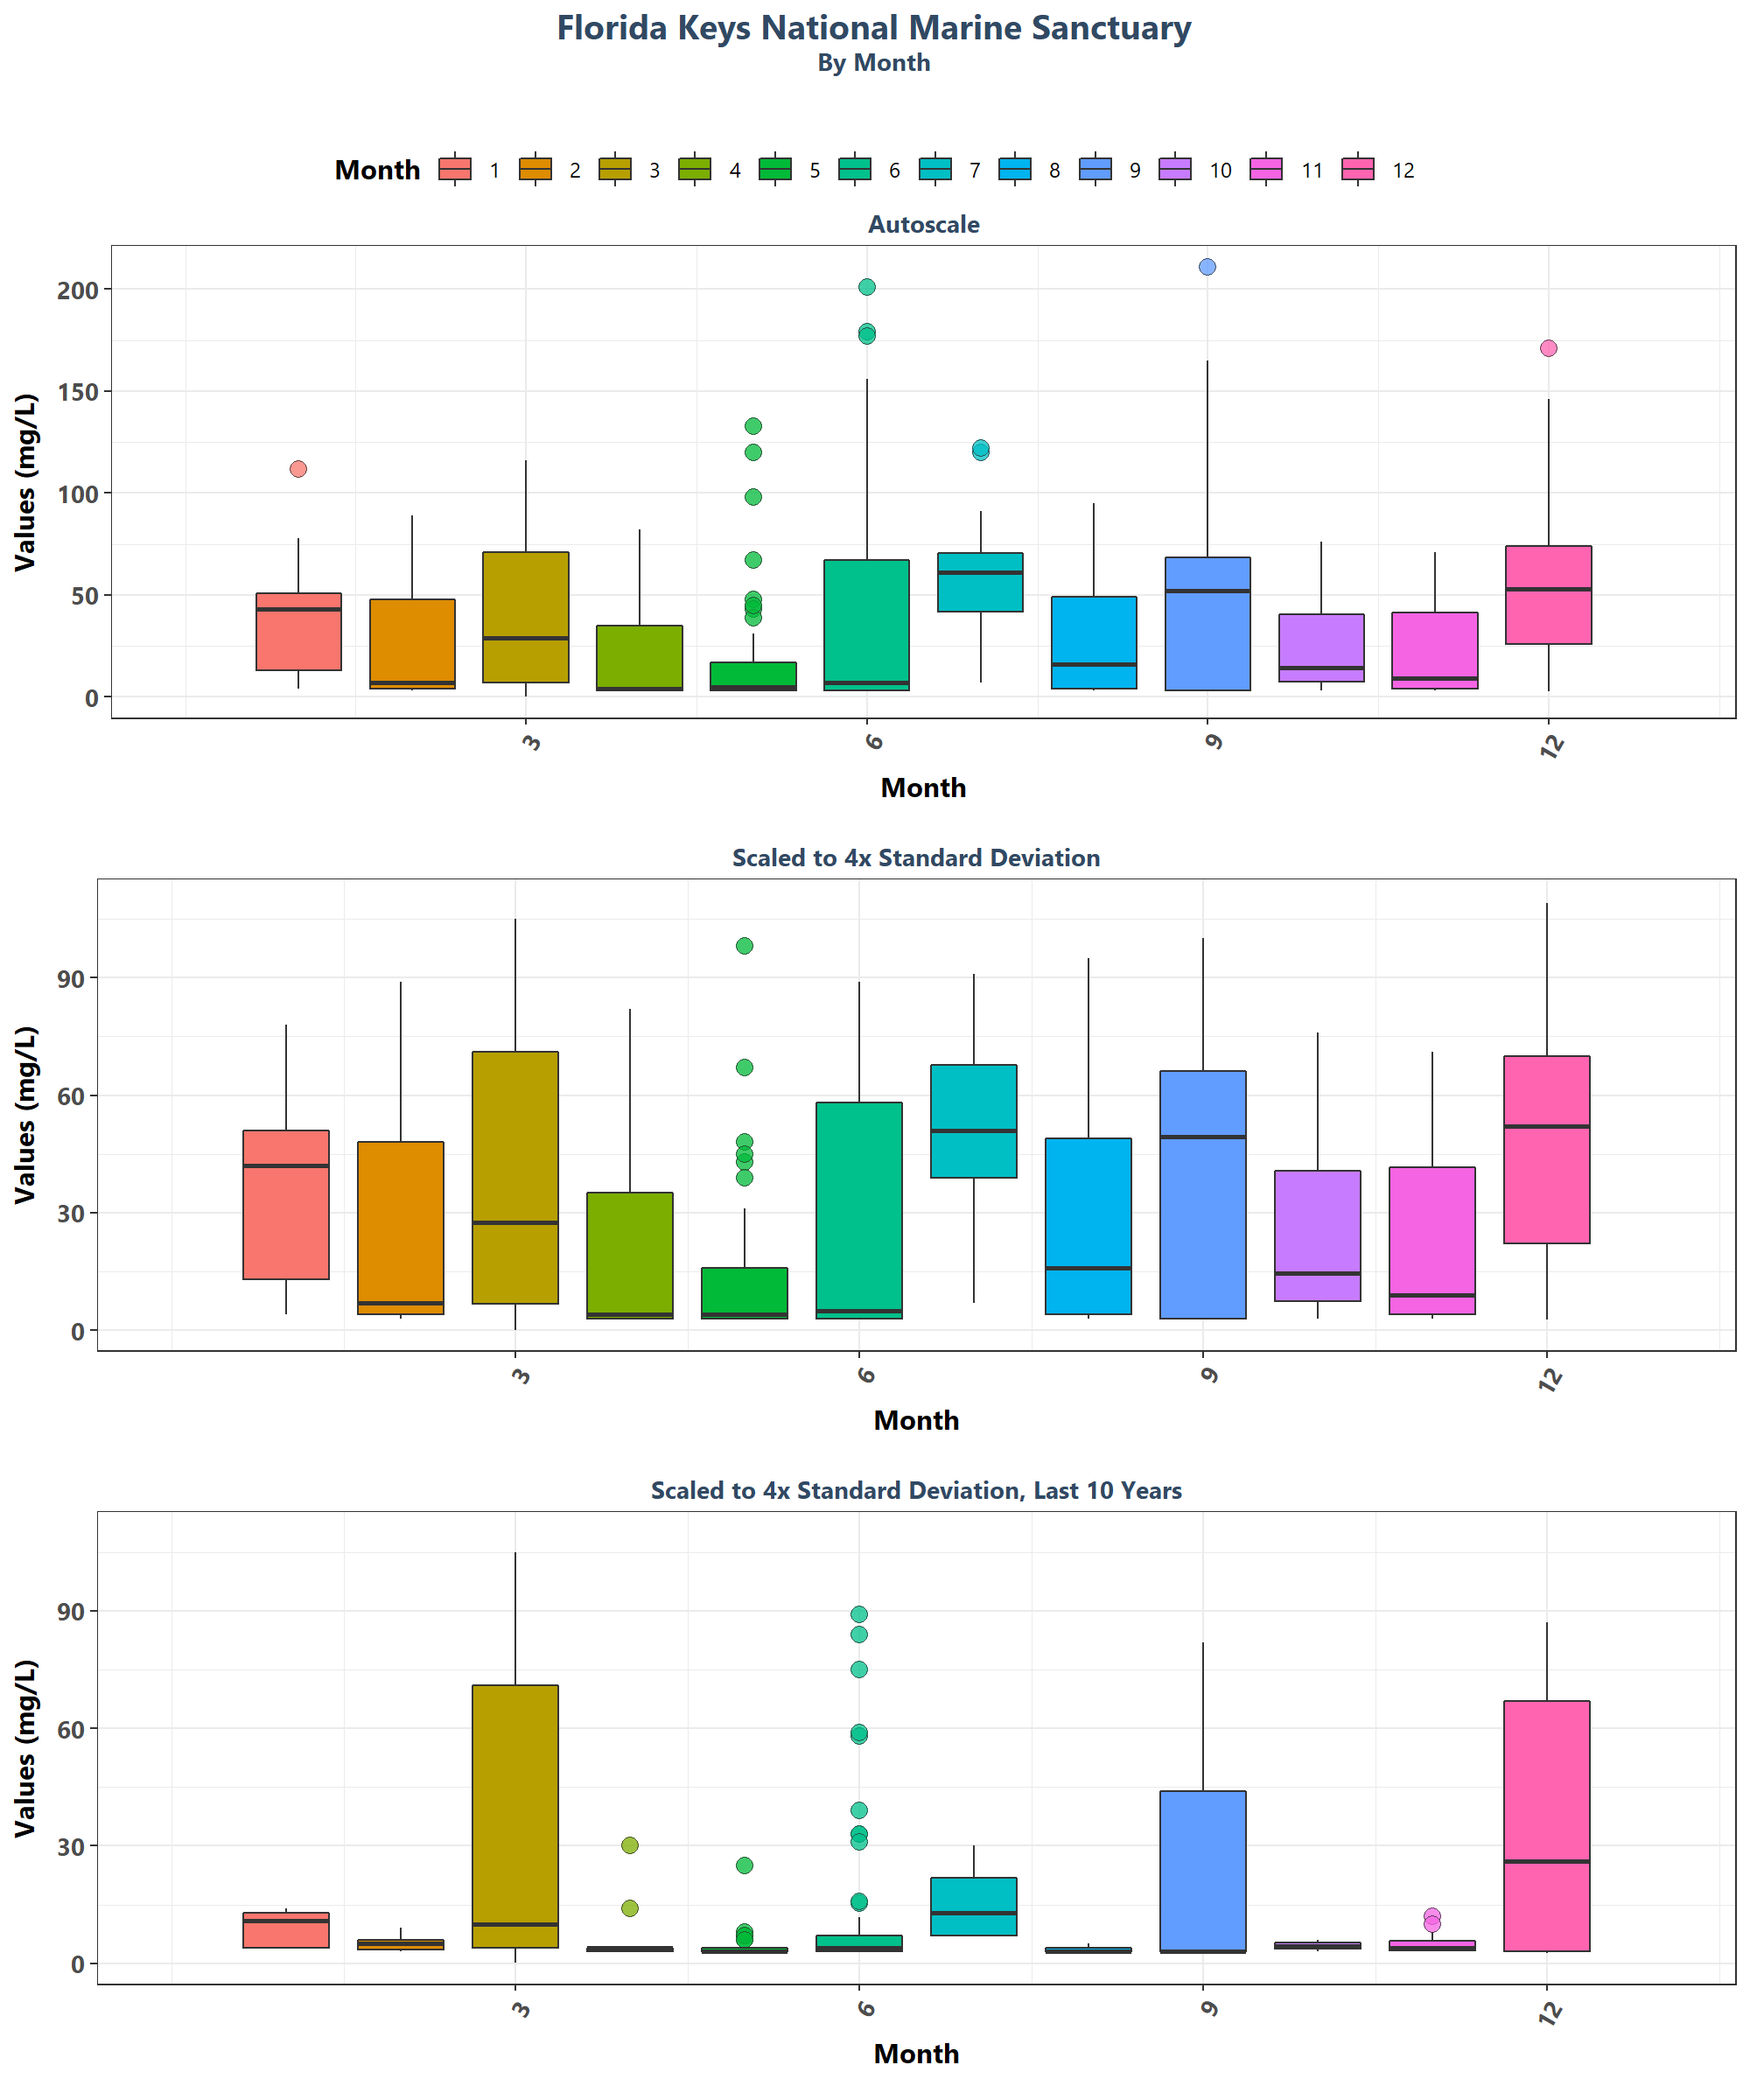 Florida Keys National Marine Sanctuary
By Month
Month 1 2 3 4 5 6 7 8 9 10 11 12
Autoscale
Values (mg/L)
200
150
100
50
0
3 6 9 12
Month
Scaled to 4x Standard Deviation
Values (mg/L)
90
60
30
0
3 6 9 12
Month
Scaled to 4x Standard Deviation, Last 10 Years
Values (mg/L)
90
60
30
0
3 6 9 12
Month